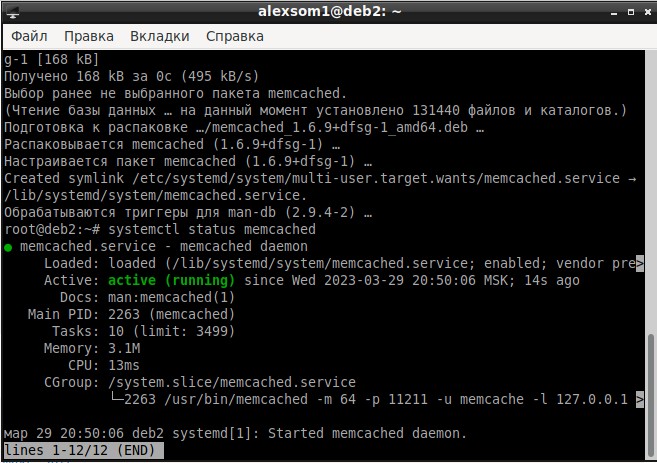 alexsom1@deb2: ~
Файл Правка Вкладки Справка
g-1 [168 kB]
Получено 168 kB за 0с (495 kB/s)
Выбор ранее не выбранного пакета memcached.
(Чтение базы данных … на данный момент установлено 131440 файлов и каталогов.)
Подготовка к распаковке …/memcached_1.6.9+dfsg-1_amd64.deb …
Распаковывается memcached (1.6.9+dfsg-1) …
Настраивается пакет memcached (1.6.9+dfsg-1) …
Created symlink /etc/systemd/system/multi-user.target.wants/memcached.service →
/lib/systemd/system/memcached.service.
Обрабатываются триггеры для man-db (2.9.4-2) …
root@deb2:~# systemctl status memcached
● memcached.service - memcached daemon
Loaded: loaded (/lib/systemd/system/memcached.service; enabled; vendor pre>
Active: active (running) since Wed 2023-03-29 20:50:06 MSK; 14s ago
Docs: man:memcached(1)
Main PID: 2263 (memcached)
Tasks: 10 (limit: 3499)
Memory: 3.1M
CPU: 13ms
CGroup: /system.slice/memcached.service
└─2263 /usr/bin/memcached -m 64 -p 11211 -u memcache -l 127.0.0.1 >
мар 29 20:50:06 deb2 systemd[1]: Started memcached daemon.
lines 1-12/12 (END)